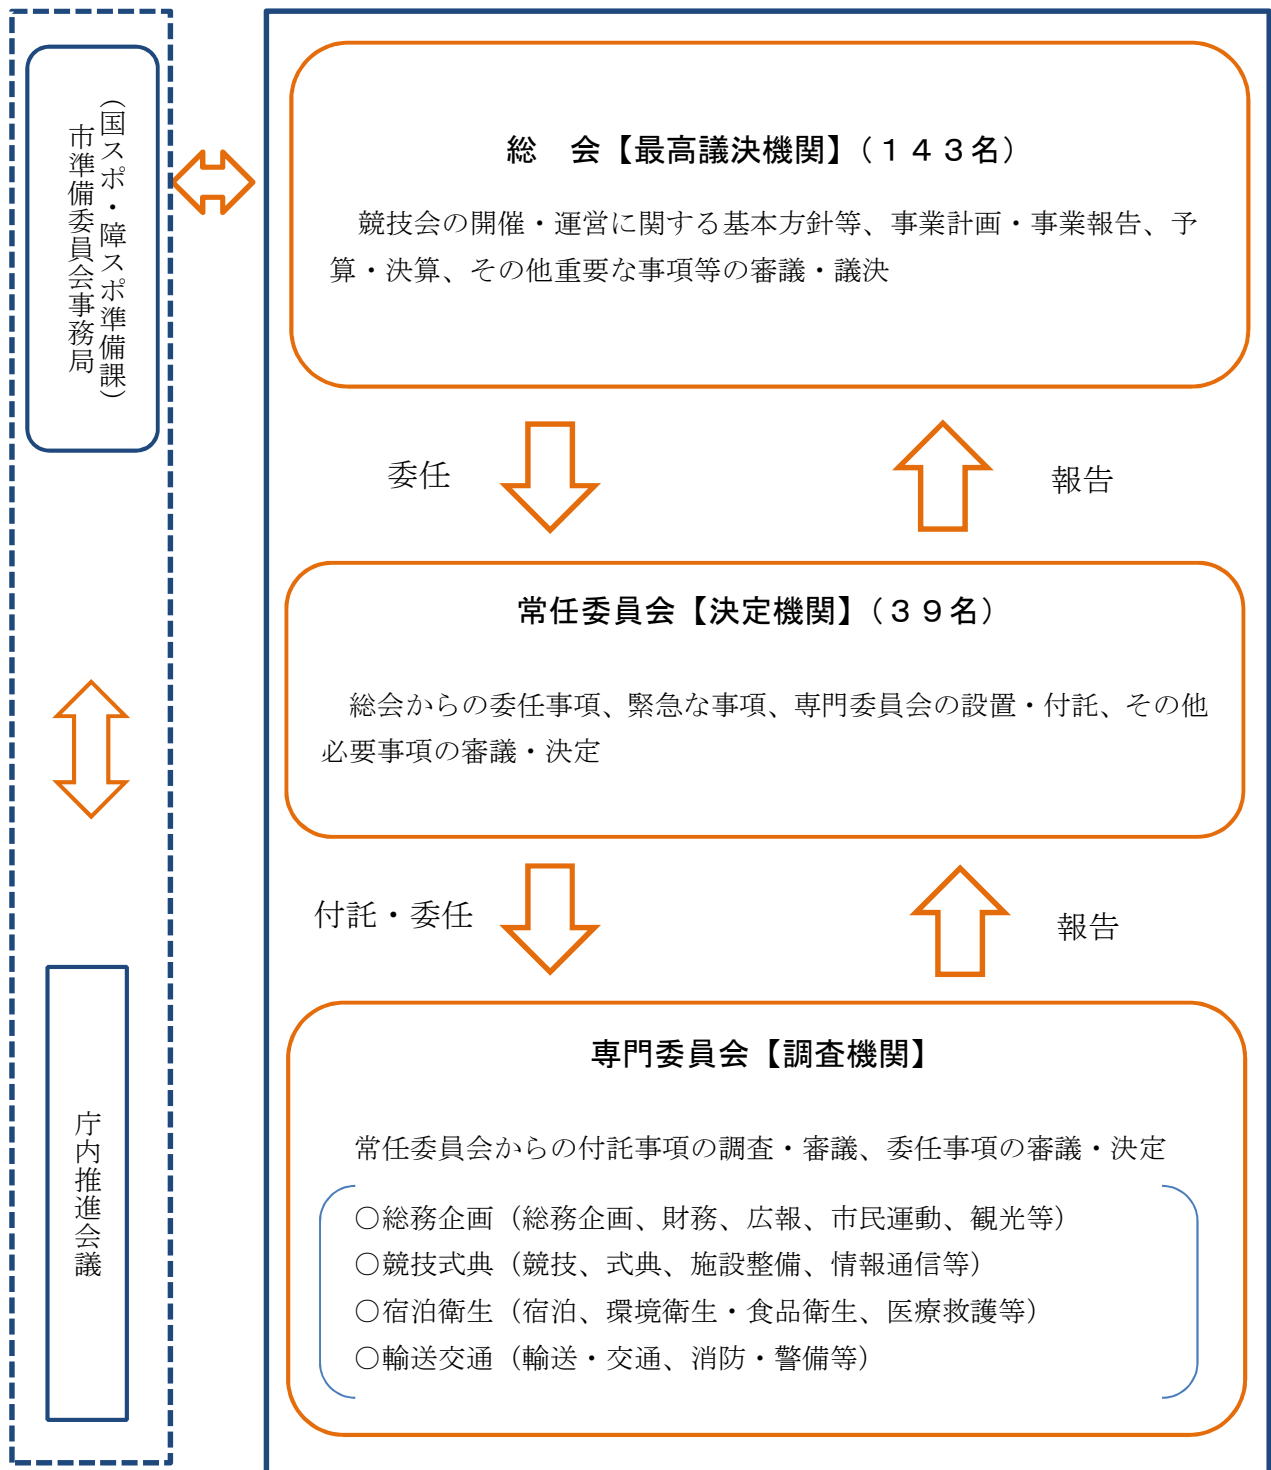 （国スポ・障スポ準備課）
市準備委員会事務局
総　会【最高議決機関】（１４３名）
競技会の開催・運営に関する基本方針等、事業計画・事業報告、予
算・決算、その他重要な事項等の審議・議決
委任
報告
常任委員会【決定機関】（３９名）
総会からの委任事項、緊急な事項、専門委員会の設置・付託、その他
必要事項の審議・決定
付託・委任
報告
専門委員会【調査機関】
常任委員会からの付託事項の調査・審議、委任事項の審議・決定
○総務企画（総務企画、財務、広報、市民運動、観光等）
○競技式典（競技、式典、施設整備、情報通信等）
○宿泊衛生（宿泊、環境衛生・食品衛生、医療救護等）
○輸送交通（輸送・交通、消防・警備等）
庁内推進会議